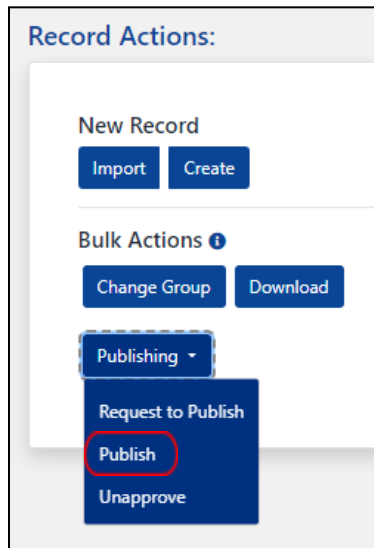 Record Actions:
New Record
Import Create
Bulk Actions
Change Group Download
Publishing
Request to Publish
Publish
Unapprove